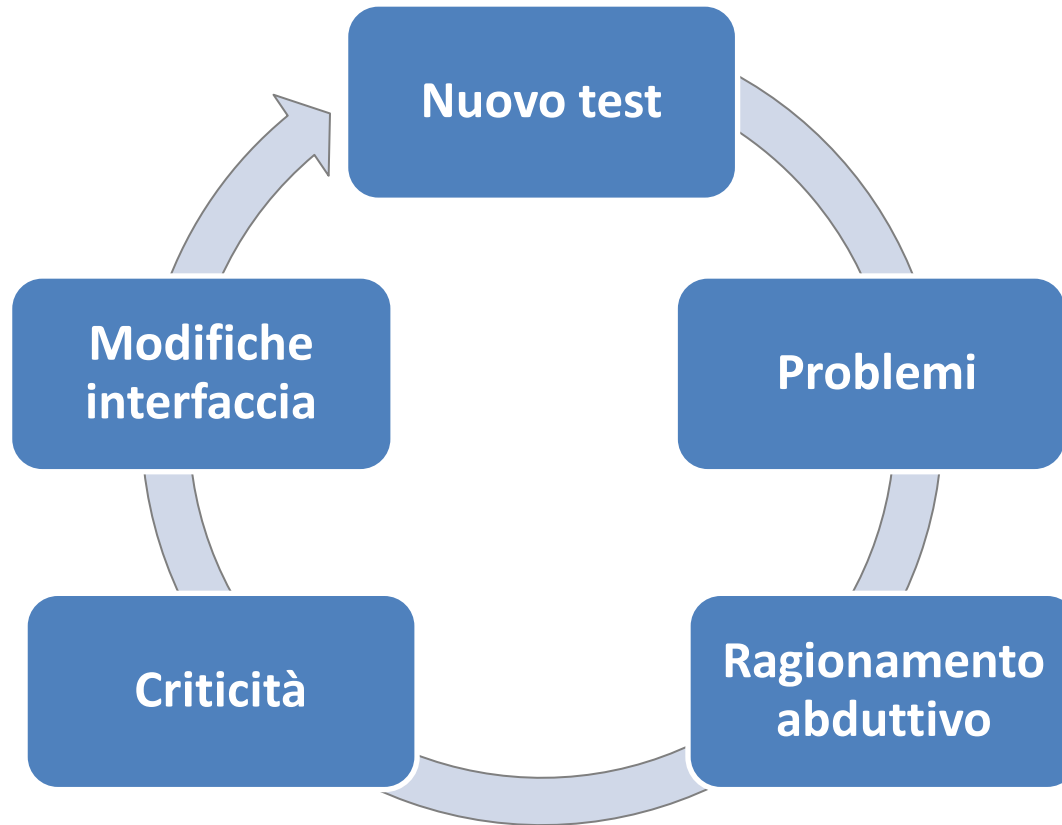 Nuovo test
Problemi
Ragionamento
abduttivo
Criticità
Modifiche
interfaccia